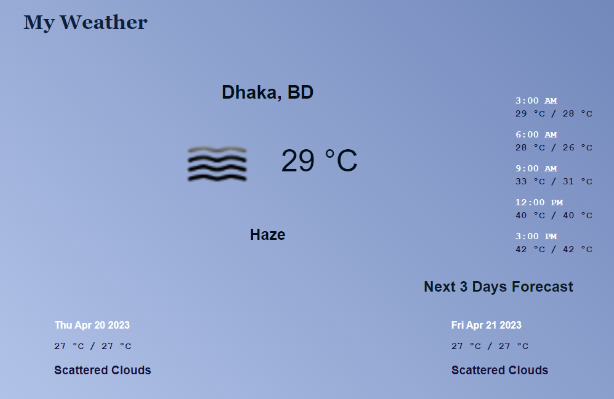 My Weather
Dhaka, BD
29 °C
Haze
3:00 AM
29 °C / 28 °C
6:00 AM
28 °C / 26 °C
9:00 AM
33 °C / 31 °C
12:00 PM
40 °C / 40 °C
3:00 PM
42 °C / 42 °C
Next 3 Days Forecast
Thu Apr 20 2023
27 °C / 27 °C
Scattered Clouds
Fri Apr 21 2023
27 °C / 27 °C
Scattered Clouds